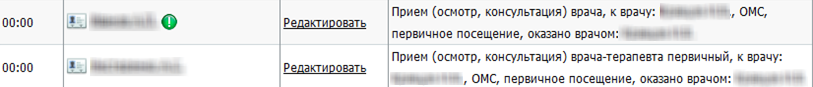 00:00 Редактировать Прием (осмотр, консультация) врача, к врачу: , ОМС,
первичное посещение, оказано врачом:
00:00 Редактировать Прием (осмотр, консультация) врача-терапевта первичный, к врачу:
, ОМС, первичное посещение, оказано врачом: